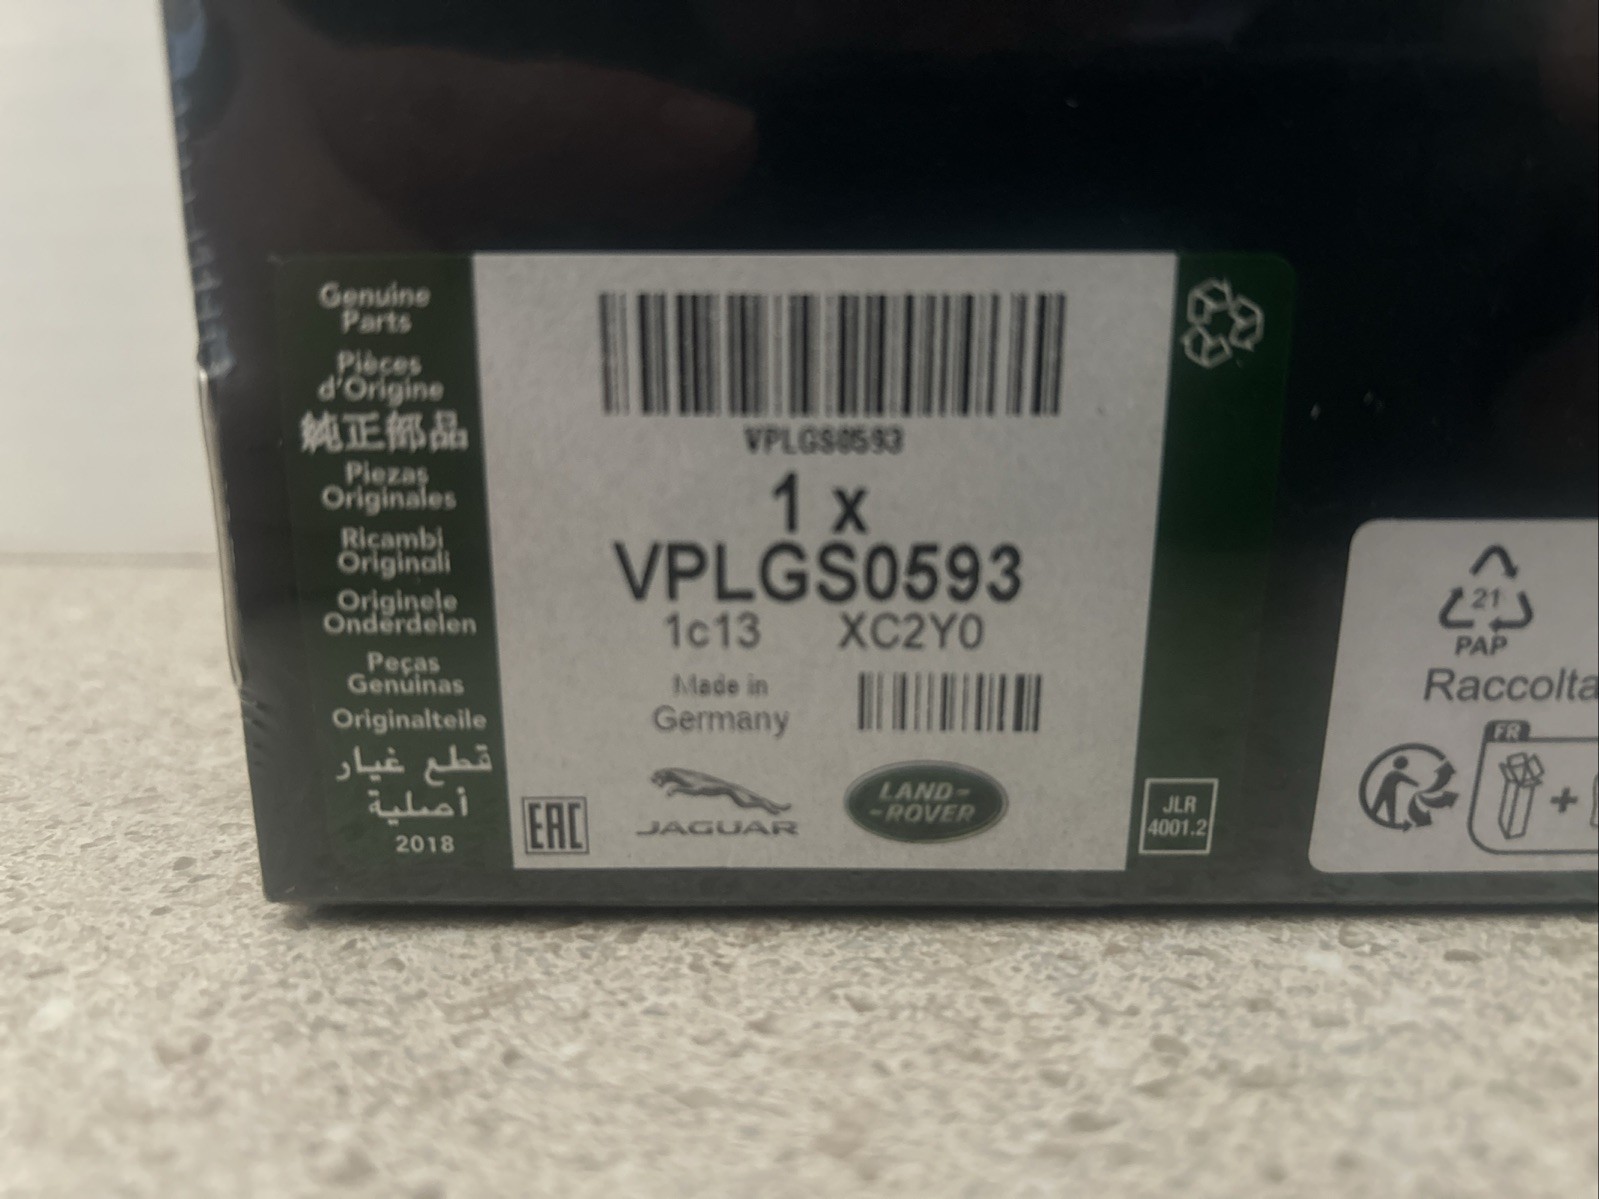 Genuine
Parts
Pièces
d'Origine
純正部品
Piezas
Originales
Ricambi
Originali
Originele
Onderdelen
Peças
Genuinas
Originalteile
قطع غيار
أصلية
2018
VPLGS0593
1 x
VPLGS0593
1c13 XC2Y0
Made in
Germany
EAC
JAGUAR
LAND-
-ROVER
JLR
4001.2
21
PAP
Raccolta
FR
+